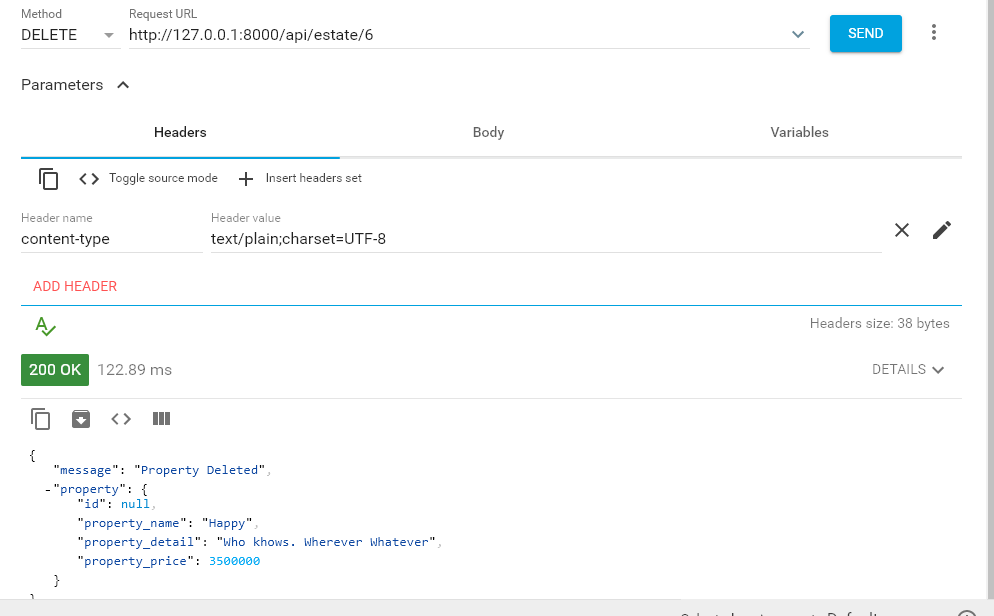 Method
Request URL
DELETE
http://127.0.0.1:8000/api/estate/6
SEND
Parameters
Headers
Body
Variables
Toggle source mode
Insert headers set
Header name
Header value
content-type
text/plain;charset=UTF-8
ADD HEADER
Headers size: 38 bytes
200 OK
122.89 ms
DETAILS
{
"message": "Property Deleted",
-"property": {
"id": null,
"property_name": "Happy",
"property_detail": "Who khows. Wherever Whatever",
"property_price": 3500000
}
}